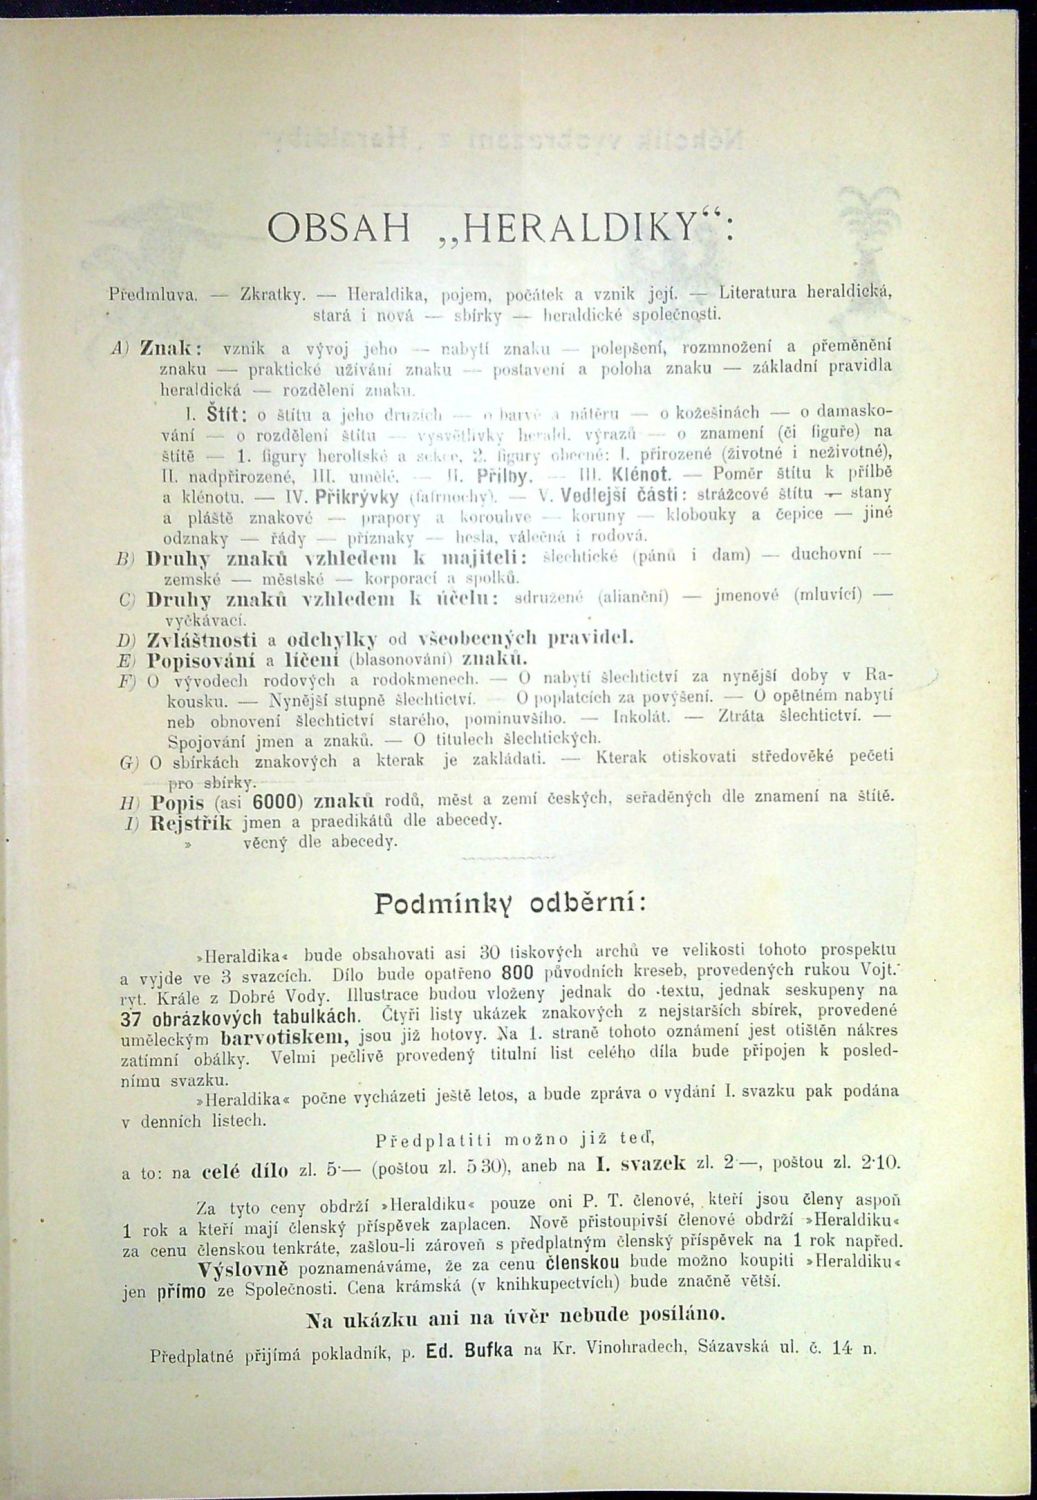 OBSAH „HERALDIKY“:
Předmluva. — Zkratky. — Heraldika, pojem, počátek a vznik její. — Literatura heraldická,
stará i nová — sbírky — heraldické společnosti.
A) Znak: vznik a vývoj jeho — nabytí znaku — polepšení, rozmnožení a přeměnění
znaku — praktické užívání znaku — postavení a poloha znaku — základní pravidla
heraldická — rozdělení znaku.
I. Štít: o štítu a jeho druzích — o barvě a nátěru — o kožešinách — o damasko-
vání — o rozdělení štítu — vysvětlivky herald. výrazů — o znamení (či figuře) na
štítě — 1. figury heroltské a sekce, 2. figury obecné: I. přirozené (životné i neživotné),
II. nadpřirozené, III. umělé. — II. Přilby. — III. Klénot. — Poměr štítu k přilbě
a klénotu. — IV. Přikrývky (fafrnochy). — V. Vedlejší části: strážcové štítu — stany
a pláště znakové — prapory a korouhve — koruny — klobouky a čepice — jiné
odznaky — řády — příznaky — hesla, válečná i rodová.
B) Druhy znaků vzhledem k majiteli: šlechtické (pánů i dam) — duchovní —
zemské — městské — korporací a spolků.
C) Druhy znaků vzhledem k účelu: sdružené (alianční) — jmenové (mluvící) —
vyčkávací.
D) Zvláštnosti a odchylky od všeobecných pravidel.
E) Popisování a líčení (blasonování) znaků.
F) O vývodech rodových a rodokmenech. — O nabytí šlechtictví za nynější doby v Ra-
kousku. — Nynější stupně šlechtictví. — O poplatcích za povýšení. — O opětném nabytí
neb obnovení šlechtictví starého, pominuvšího. — Inkolát. — Ztráta šlechtictví. —
Spojování jmen a znaků. — O titulech šlechtických.
G) O sbírkách znakových a kterak je zakládati. — Kterak otiskovati středověké pečeti
pro sbírky.
H) Popis (asi 6000) znaků rodů, měst a zemí českých, seřaděných dle znamení na štítě.
I) Rejstřík jmen a praedikátů dle abecedy.
» věcný dle abecedy.
Podmínky odběrní:
»Heraldika« bude obsahovati asi 30 tiskových archů ve velikosti tohoto prospektu
a vyjde ve 3 svazcích. Dílo bude opatřeno 800 původních kreseb, provedených rukou Vojt.
ryt. Krále z Dobré Vody. Illustrace budou vloženy jednak do textu, jednak seskupeny na
37 obrázkových tabulkách. Čtyři listy ukázek znakových z nejstarších sbírek, provedené
uměleckým barvotiskem, jsou již hotovy. Na 1. straně tohoto oznámení jest otištěn nákres
zatímní obálky. Velmi pečlivě provedený titulní list celého díla bude připojen k posled-
nímu svazku.
»Heraldika« počne vycházeti ještě letos, a bude zpráva o vydání I. svazku pak podána
v denních listech.
Předplatiti možno již teď,
a to: na celé dílo zl. 5·— (poštou zl. 5·30), aneb na I. svazek zl. 2·—, poštou zl. 2·10.
Za tyto ceny obdrží »Heraldiku« pouze oni P. T. členové, kteří jsou členy aspoň
1 rok a kteří mají členský příspěvek zaplacen. Nově přistoupivší členové obdrží »Heraldiku«
za cenu členskou tenkráte, zašlou-li zároveň s předplatným členský příspěvek na 1 rok napřed.
Výslovně poznamenáváme, že za cenu členskou bude možno koupiti »Heraldiku«
jen přímo ze Společnosti. Cena krámská (v knihkupectvích) bude značně větší.
Na ukázku ani na úvěr nebude posíláno.
Předplatné přijímá pokladník, p. Ed. Bufka na Kr. Vinohradech, Sázavská ul. č. 14 n.